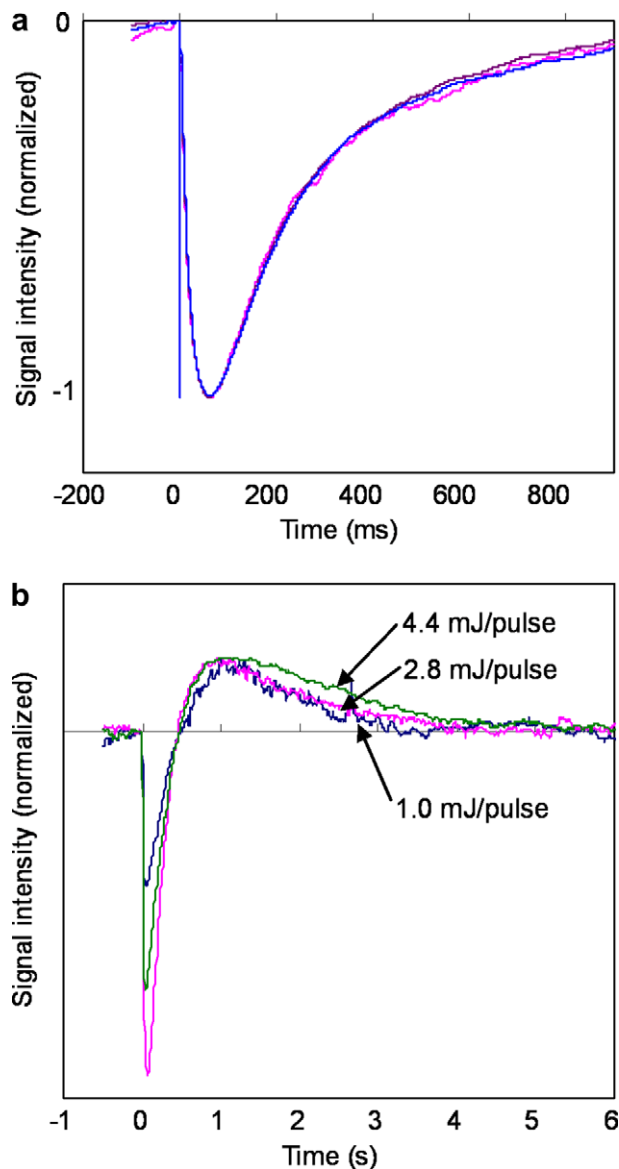 a
0
-1
Signal intensity (normalized)
-200 0 200 400 600 800
Time (ms)
b
4.4 mJ/pulse
2.8 mJ/pulse
1.0 mJ/pulse
Signal intensity (normalized)
-1 0 1 2 3 4 5 6
Time (s)